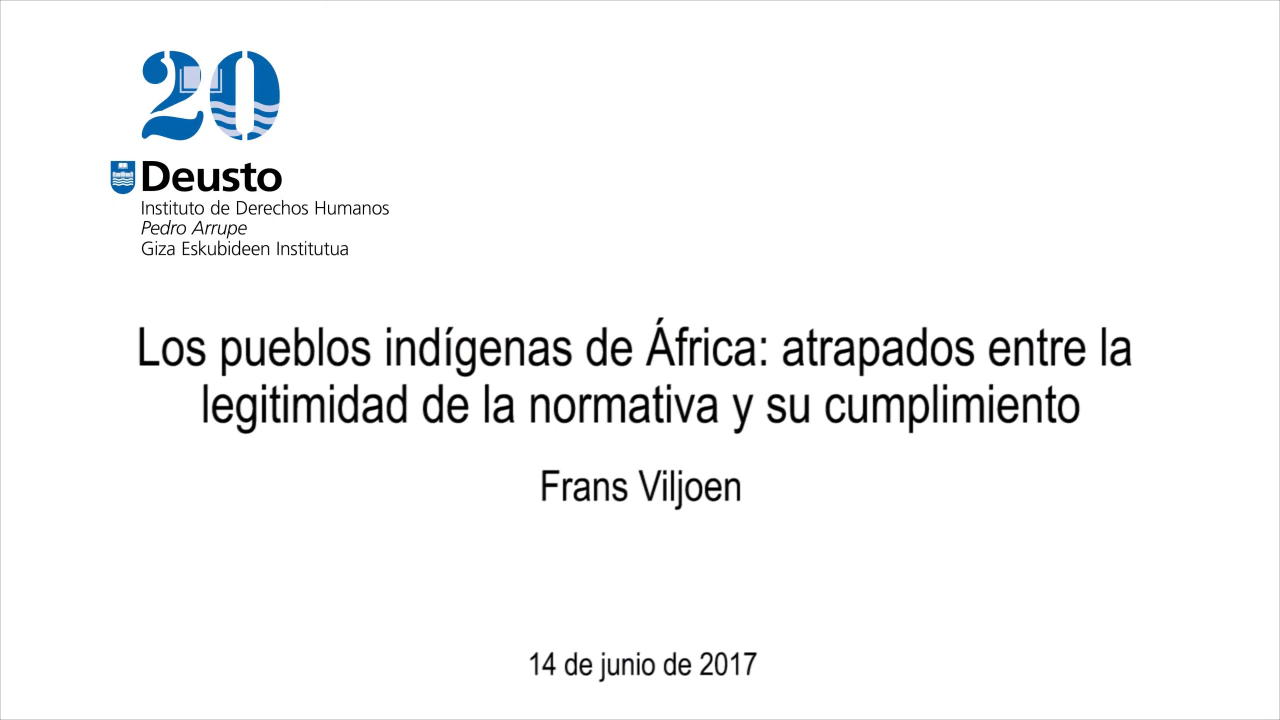 20
Deusto
Instituto de Derechos Humanos
Pedro Arrupe
Giza Eskubideen Institutua
Los pueblos indígenas de África: atrapados entre la
legitimidad de la normativa y su cumplimiento
Frans Viljoen
14 de junio de 2017